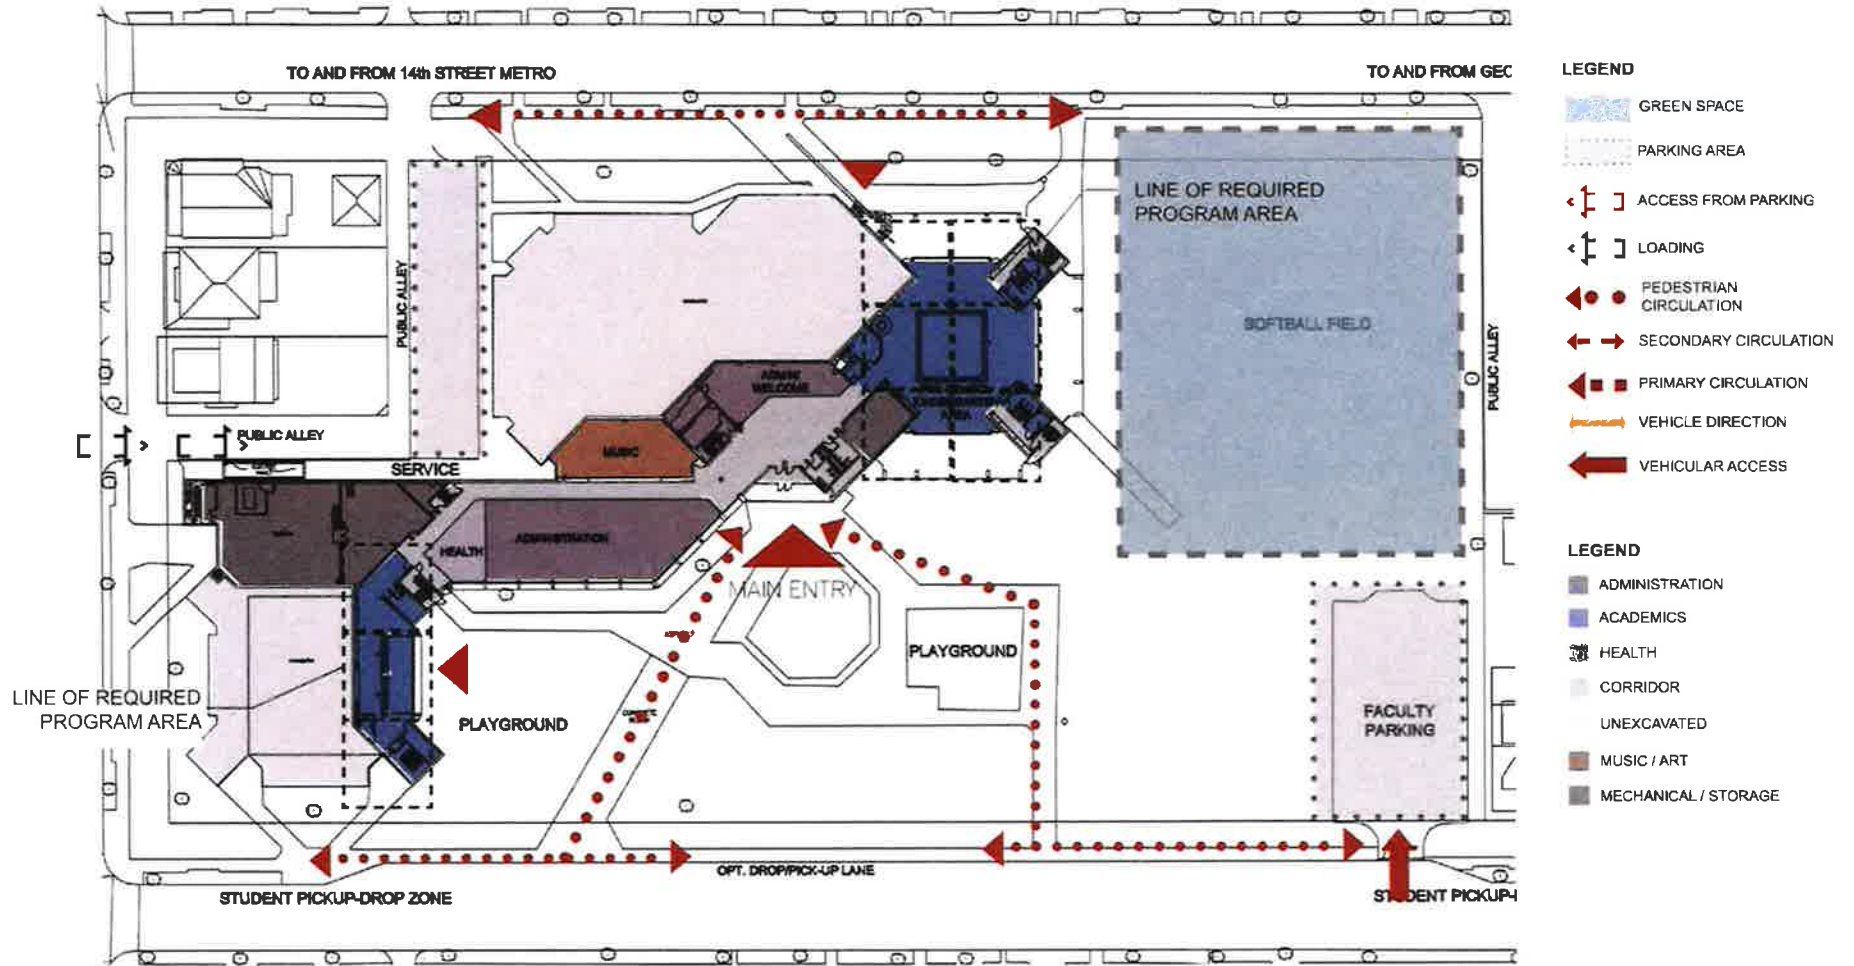 TO AND FROM 14th STREET METRO
TO AND FROM GEO
LEGEND
GREEN SPACE
PARKING AREA
ACCESS FROM PARKING
LOADING
PEDESTRIAN
CIRCULATION
SECONDARY CIRCULATION
PRIMARY CIRCULATION
VEHICLE DIRECTION
VEHICULAR ACCESS
LINE OF REQUIRED
PROGRAM AREA
SOFTBALL FIELD
PUBLIC ALLEY
PUBLIC ALLEY
PUBLIC ALLEY
SERVICE
ADMIN/
WELCOME
MUSIC
AREA
HEALTH
ADMINISTRATION
MAIN ENTRY
PLAYGROUND
PLAYGROUND
LINE OF REQUIRED
PROGRAM AREA
FACULTY
PARKING
OPT. DROP/PICK-UP LANE
STUDENT PICKUP-DROP ZONE
STUDENT PICKUP-
LEGEND
ADMINISTRATION
ACADEMICS
HEALTH
CORRIDOR
UNEXCAVATED
MUSIC / ART
MECHANICAL / STORAGE